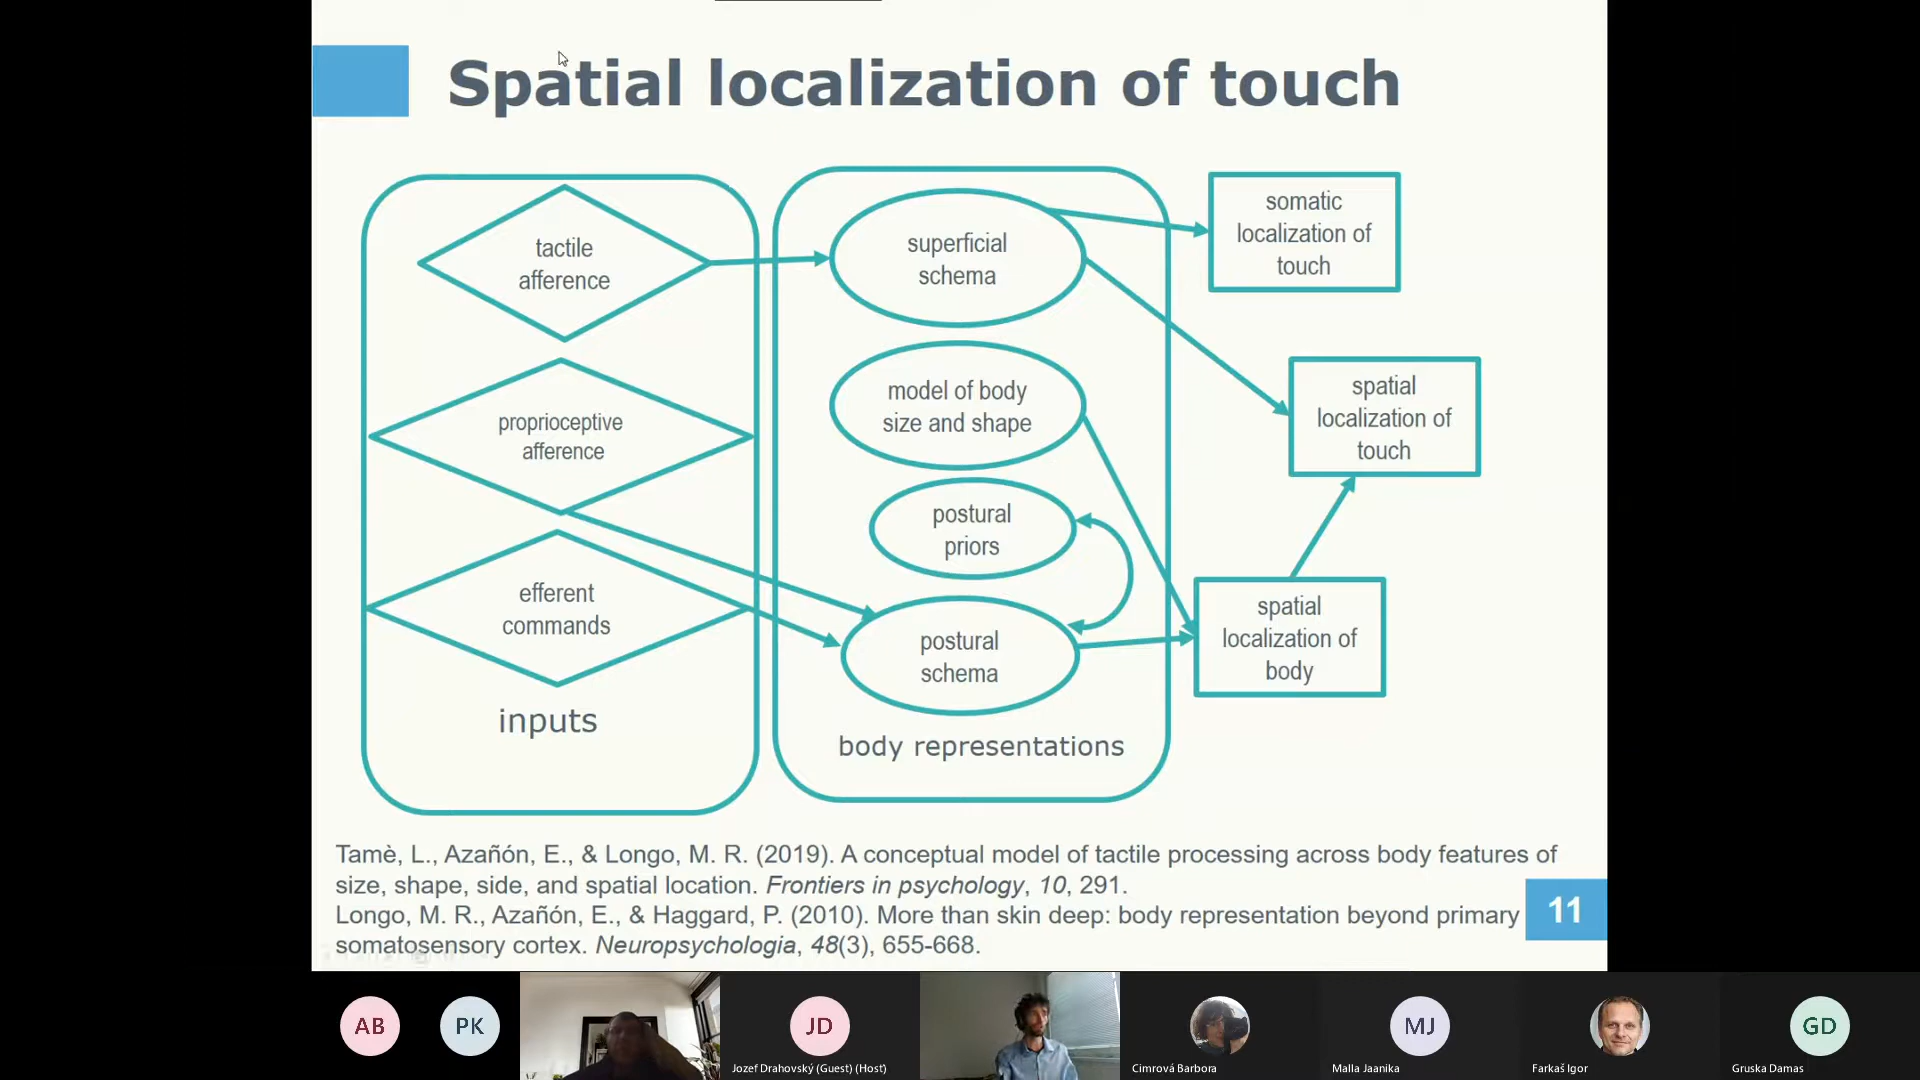 Spatial localization of touch
tactile
afference
proprioceptive
afference
efferent
commands
inputs
superficial
schema
model of body
size and shape
postural
priors
postural
schema
body representations
somatic
localization of
touch
spatial
localization of
touch
spatial
localization of
body
Tamè, L., Azañón, E., & Longo, M. R. (2019). A conceptual model of tactile processing across body features of
size, shape, side, and spatial location. Frontiers in psychology, 10, 291.
Longo, M. R., Azañón, E., & Haggard, P. (2010). More than skin deep: body representation beyond primary
somatosensory cortex. Neuropsychologia, 48(3), 655-668.
11
AB
PK
JD
Jozef Drahovský (Guest) (Host)
Cimrová Barbora
MJ
Malla Jaanika
Farkaš Igor
GD
Gruska Damas